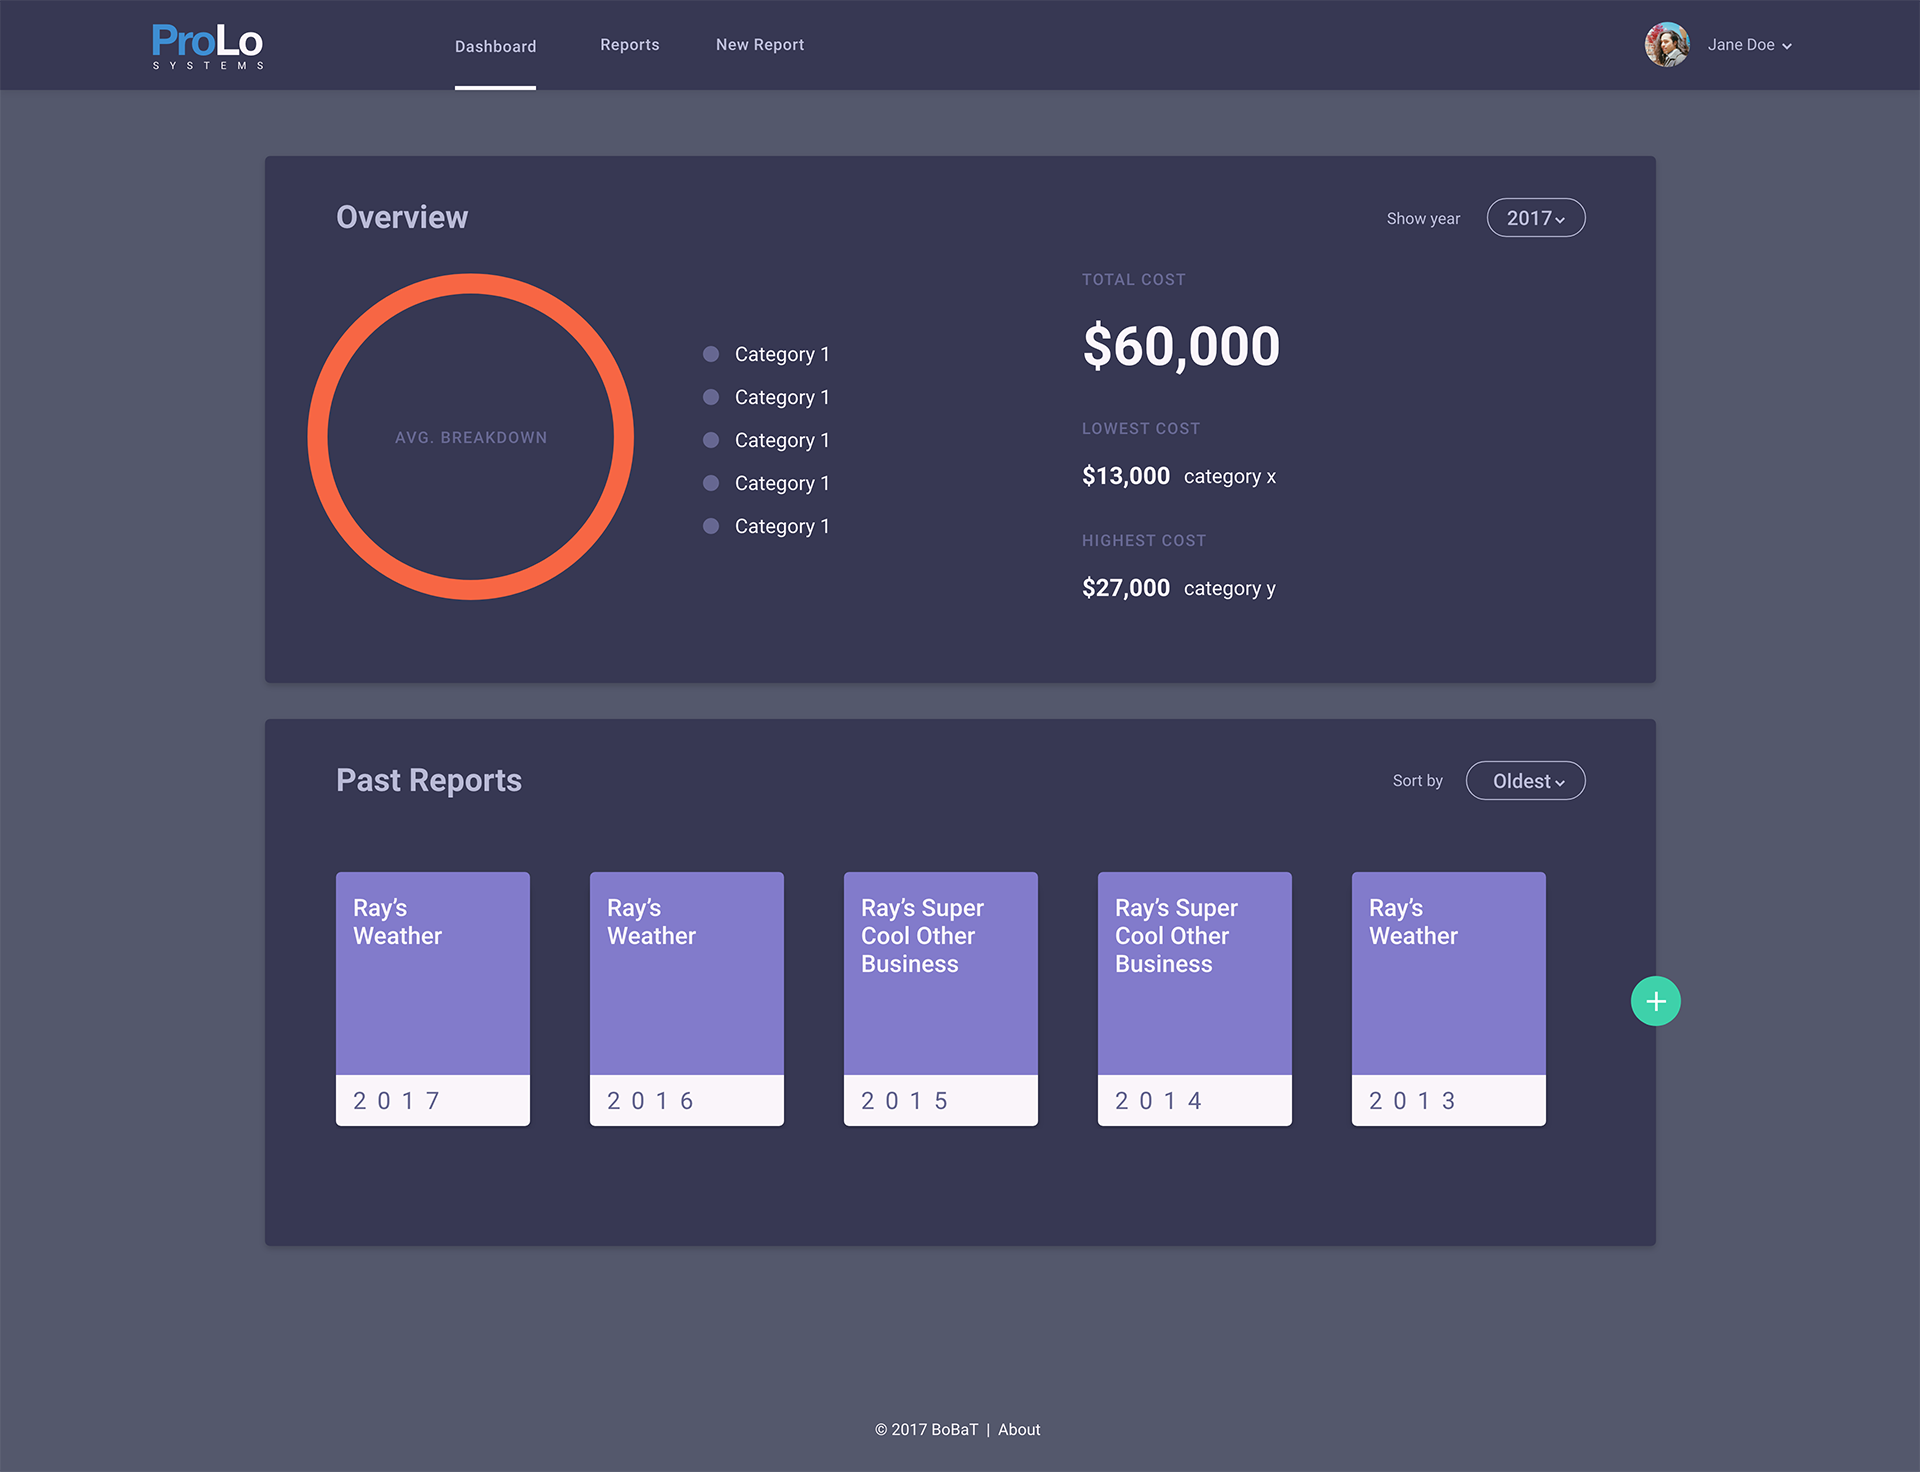 ProLo
SYSTEMS
Dashboard
Reports
New Report
Jane Doe
Overview
Show year
2017
AVG. BREAKDOWN
Category 1
Category 1
Category 1
Category 1
Category 1
TOTAL COST
$60,000
LOWEST COST
$13,000 category x
HIGHEST COST
$27,000 category y
Past Reports
Sort by
Oldest
Ray’s
Weather
2017
Ray’s
Weather
2016
Ray’s Super
Cool Other
Business
2015
Ray’s Super
Cool Other
Business
2014
Ray’s
Weather
2013
+
© 2017 BoBaT | About